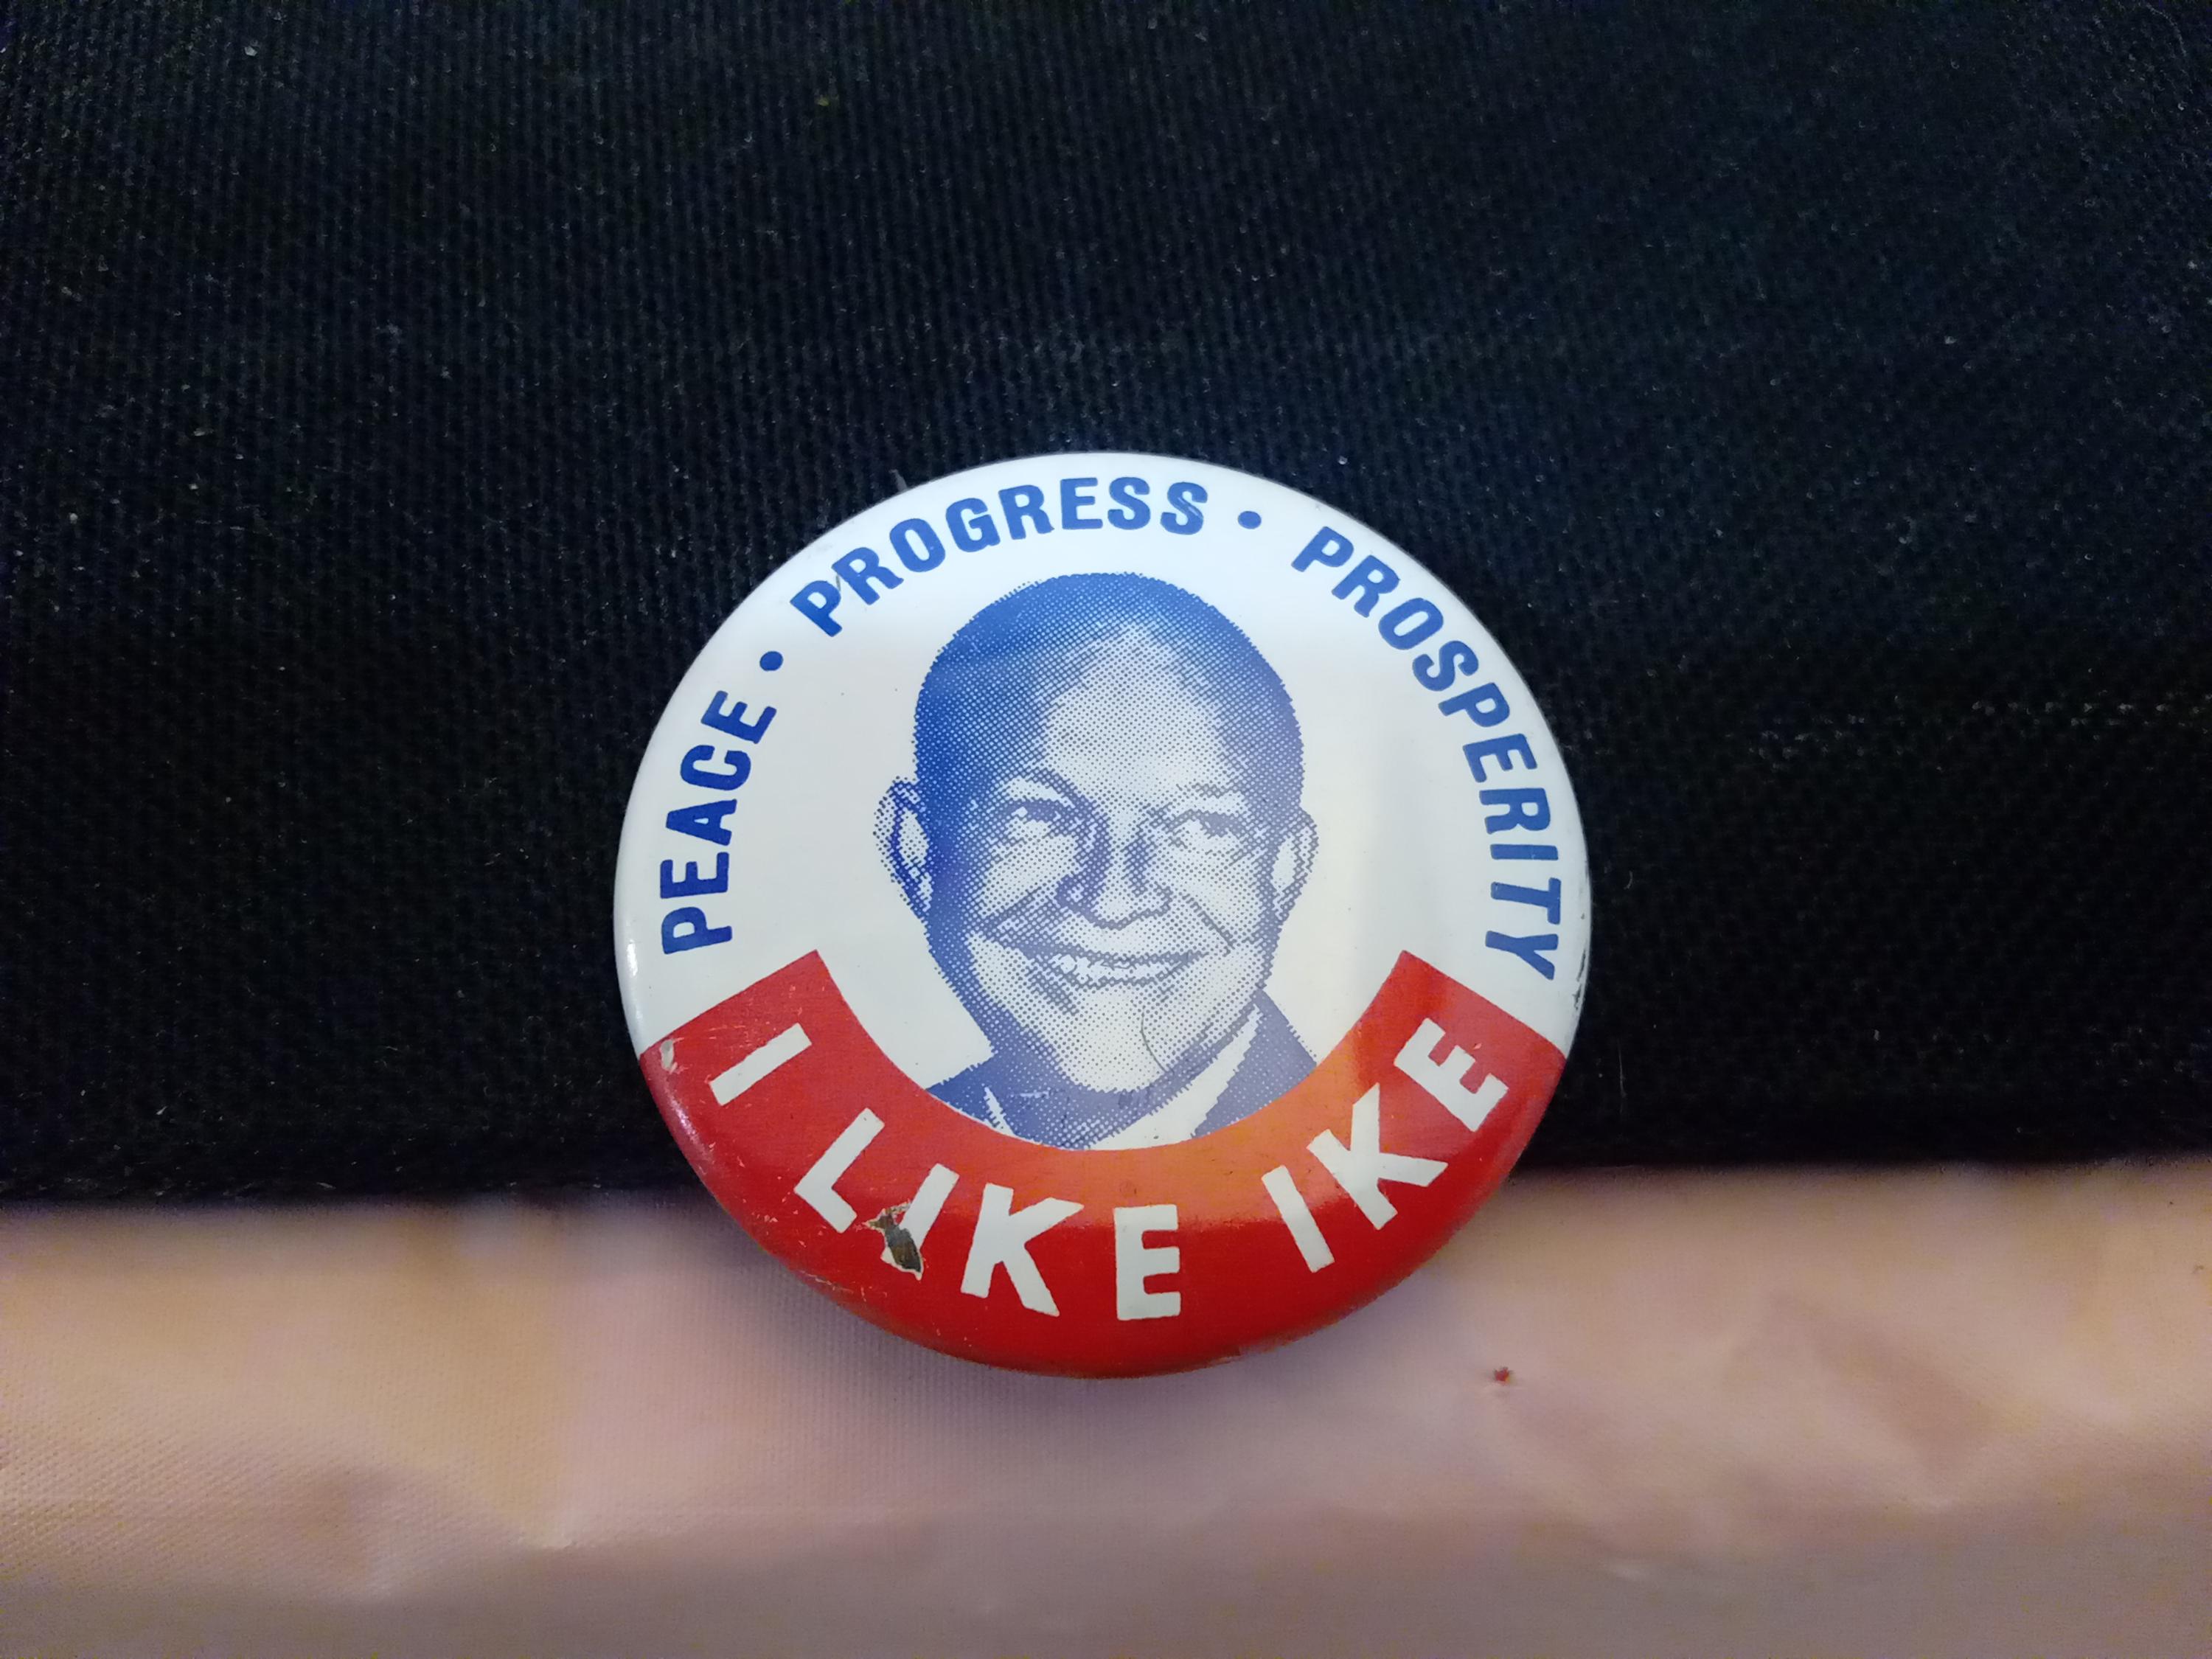 PEACE • PROGRESS • PROSPERITY
I LIKE IKE